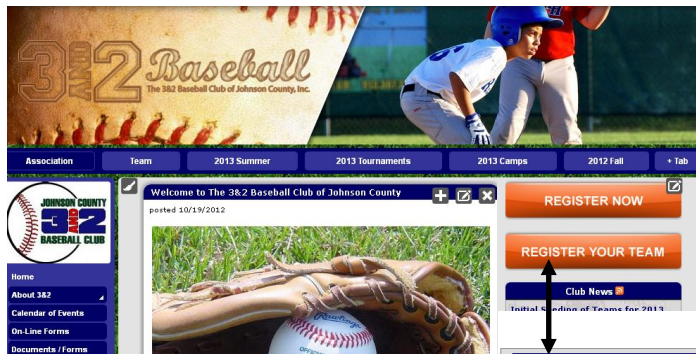 3 AND 2 Baseball
The 3&2 Baseball Club of Johnson County, Inc.
Association
Team
2013 Summer
2013 Tournaments
2013 Camps
2012 Fall
+ Tab
JOHNSON COUNTY
3 AND 2
BASEBALL CLUB
Home
About 3&2
Calendar of Events
On-Line Forms
Documents / Forms
Welcome to The 3&2 Baseball Club of Johnson County
posted 10/19/2012
Rawlings
REGISTER NOW
REGISTER YOUR TEAM
Club News
Initial Seeding of Teams for 2013